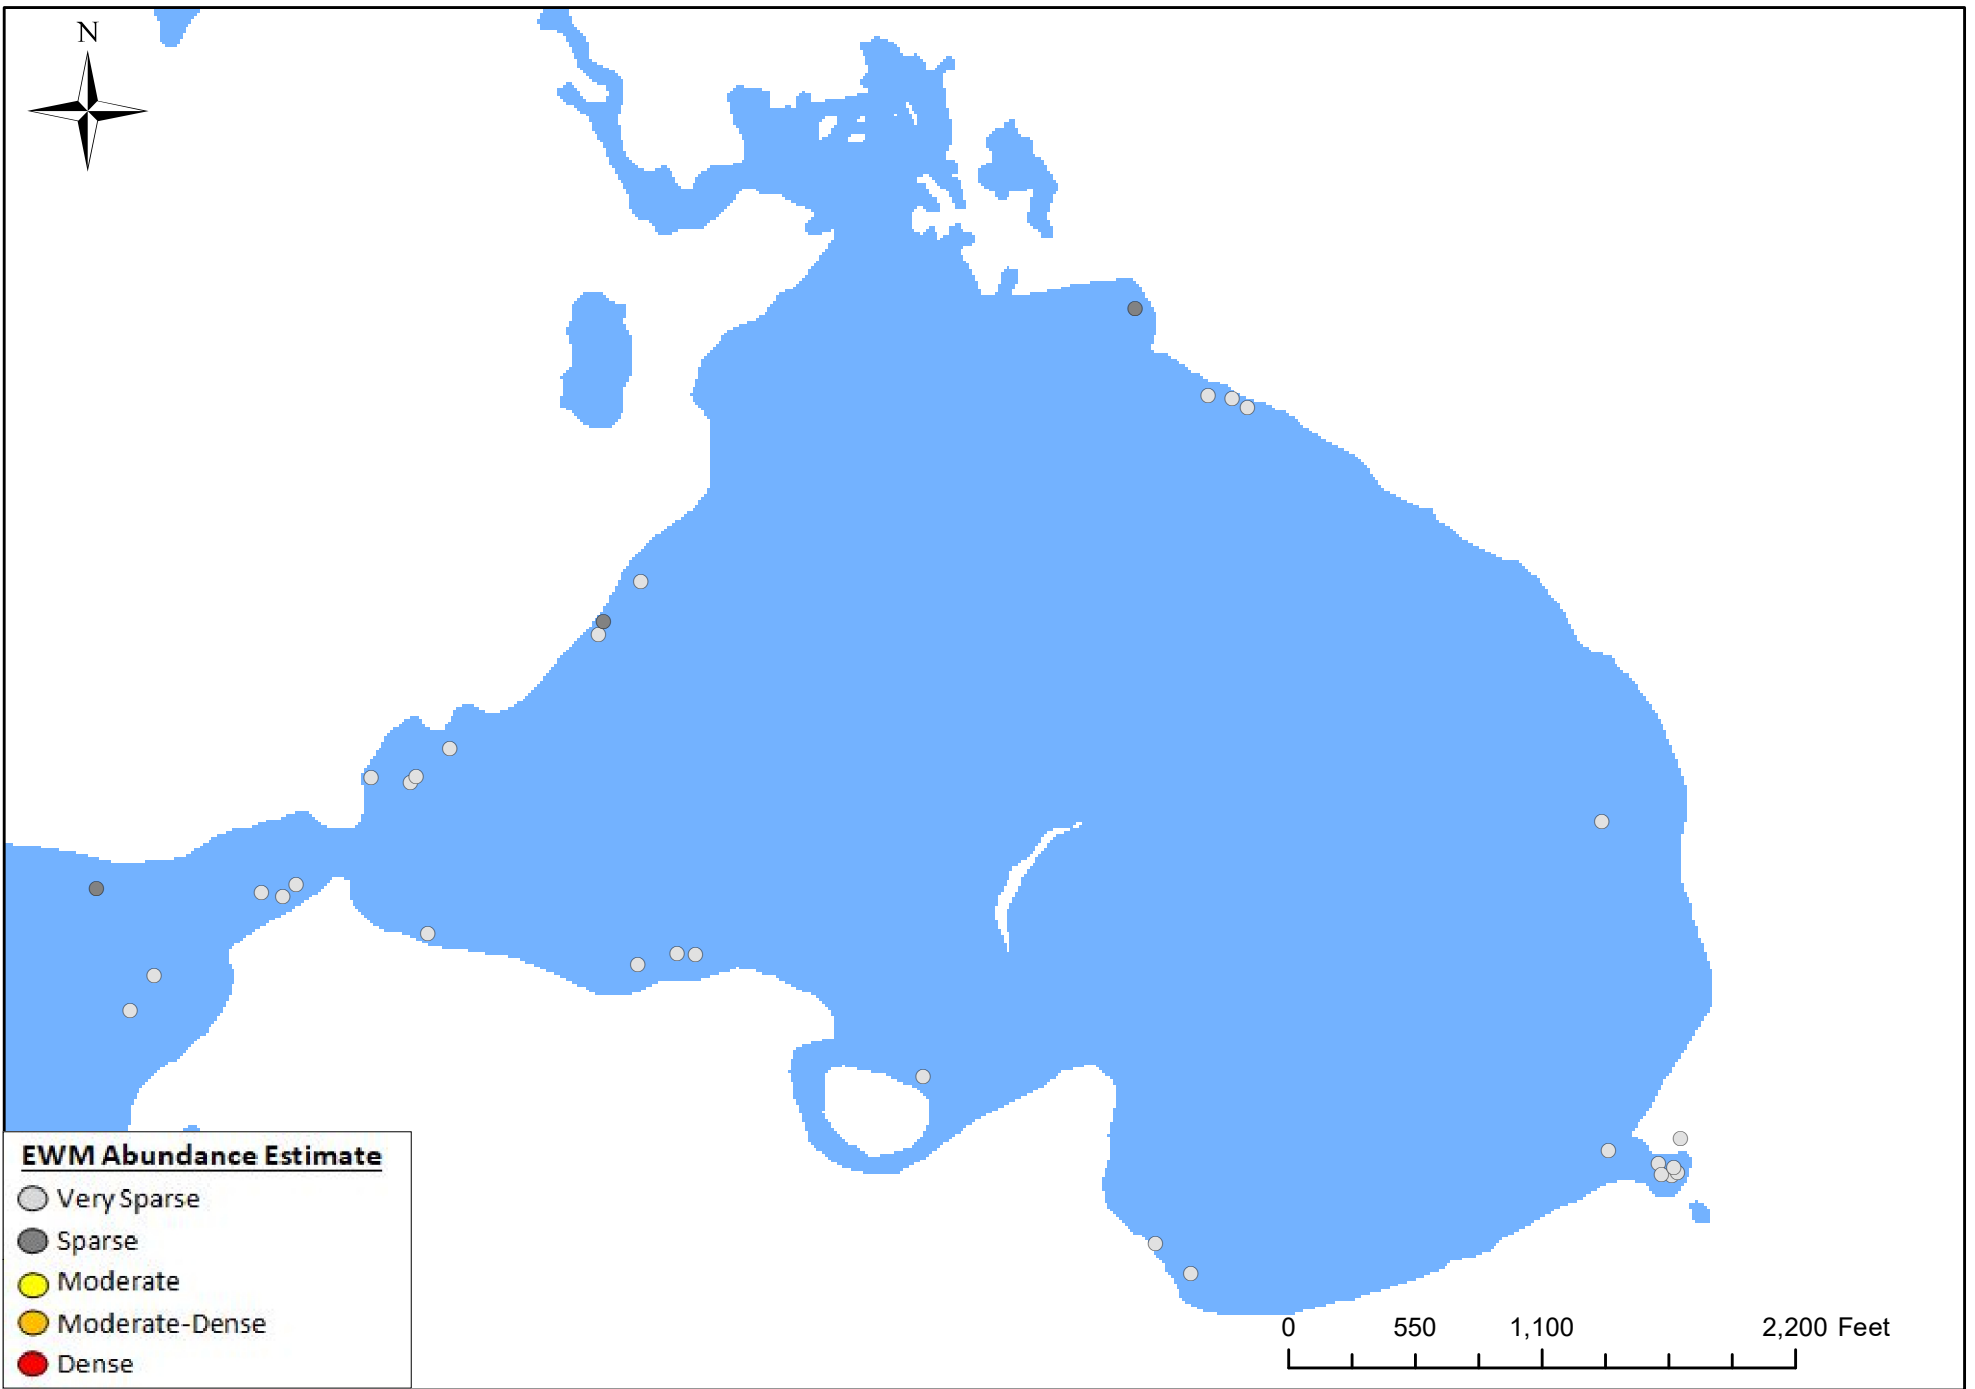 N
EWM Abundance Estimate
Very Sparse
Sparse
Moderate
Moderate-Dense
Dense
0 550 1,100 2,200 Feet